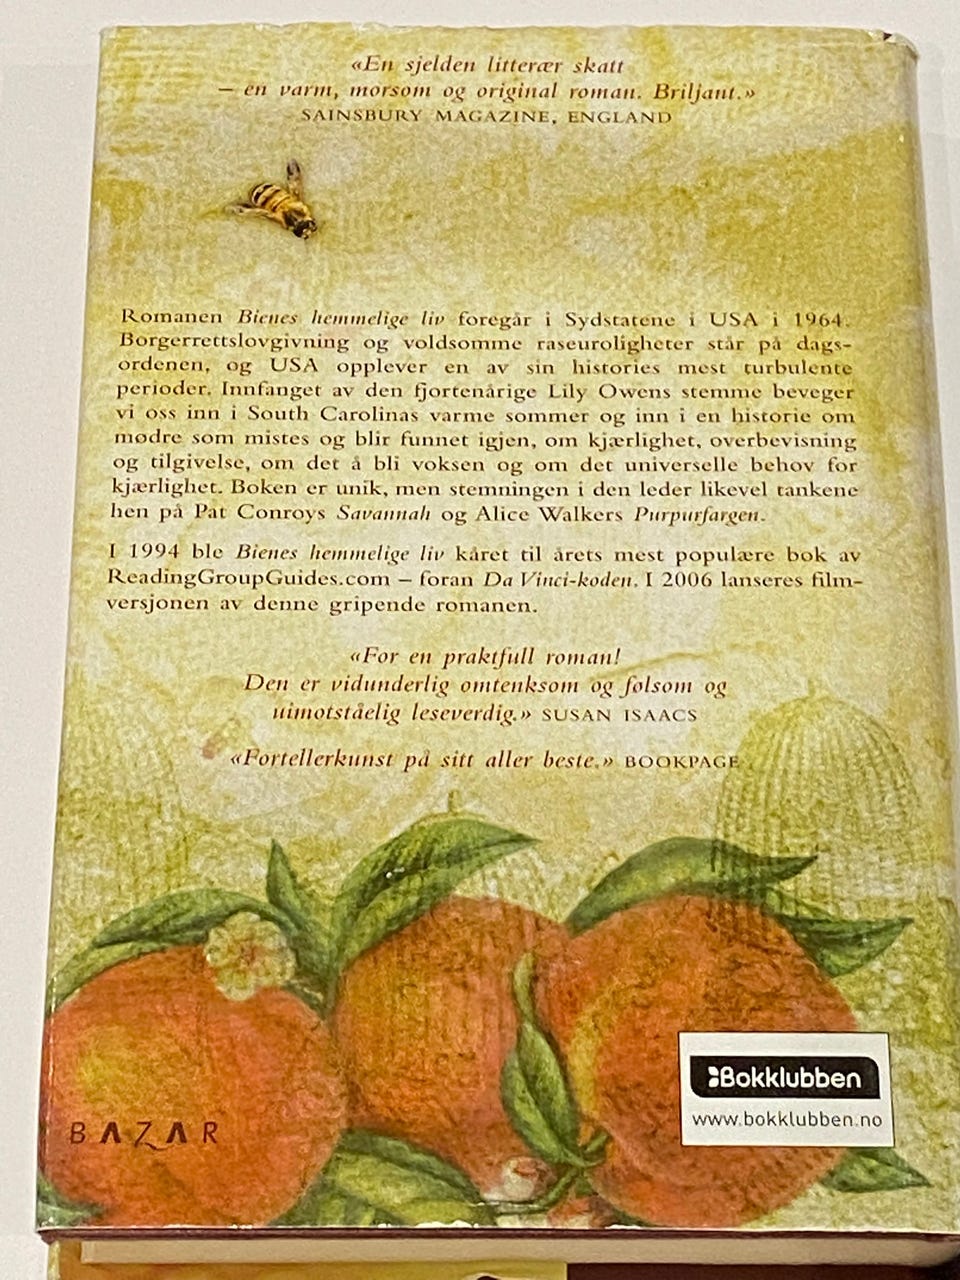 «En sjelden litterær skatt
– en varm, morsom og original roman. Briljant.»
SAINSBURY MAGAZINE, ENGLAND
Romanen Bienes hemmelige liv foregår i Sydstatene i USA i 1964.
Borgerrettslovgivning og voldsomme raseuroligheter står på dags-
ordenen, og USA opplever en av sin histories mest turbulente
perioder. Innfanget av den fjortenårige Lily Owens stemme beveger
vi oss inn i South Carolinas varme sommer og inn i en historie om
mødre som mistes og blir funnet igjen, om kjærlighet, overbevisning
og tilgivelse, om det å bli voksen og om det universelle behov for
kjærlighet. Boken er unik, men stemningen i den leder likevel tankene
hen på Pat Conroys Savannah og Alice Walkers Purpurfargen.
I 1994 ble Bienes hemmelige liv kåret til årets mest populære bok av
ReadingGroupGuides.com – foran Da Vinci-koden. I 2006 lanseres film-
versjonen av denne gripende romanen.
«For en praktfull roman!
Den er vidunderlig omtenksom og følsom og
uimotståelig leseverdig.» SUSAN ISAACS
«Fortellerkunst på sitt aller beste.» BOOKPAGE
Bokklubben
www.bokklubben.no
BAZAR